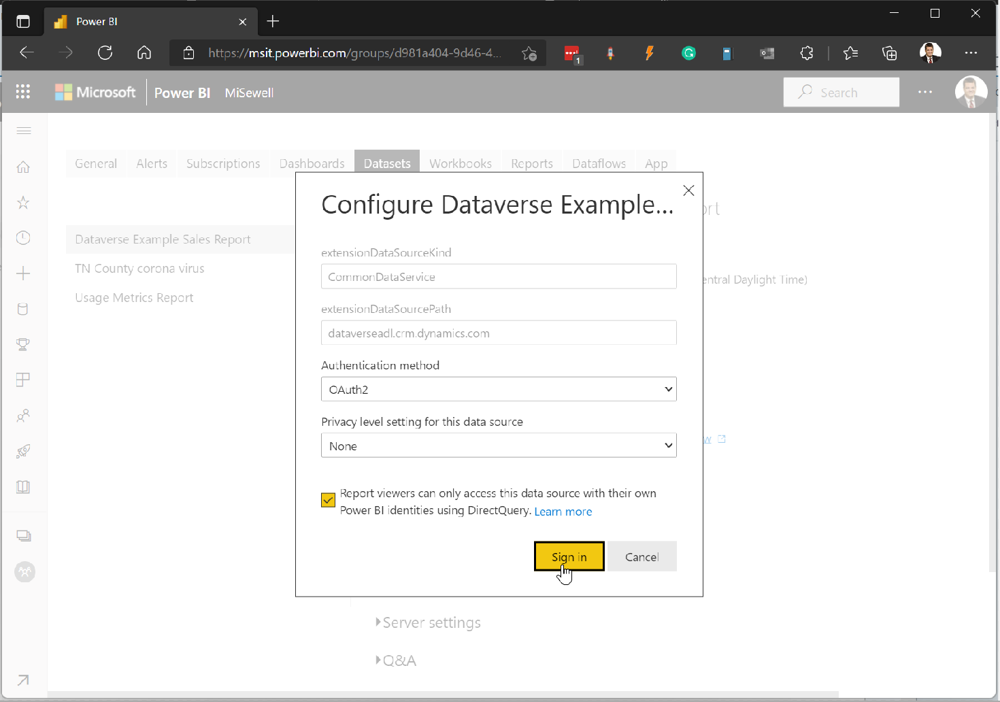 Power BI
https://msit.powerbi.com/groups/d981a404-9d46-4...
1
Microsoft
Power BI
MiSewell
Search
General
Alerts
Subscriptions
Dashboards
Datasets
Workbooks
Reports
Dataflows
App
Configure Dataverse Example...
ort
Dataverse Example Sales Report
TN County corona virus
Usage Metrics Report
extensionDataSourceKind
CommonDataService
entral Daylight Time)
extensionDataSourcePath
dataverseadl.crm.dynamics.com
Authentication method
OAuth2
Privacy level setting for this data source
w
None
Report viewers can only access this data source with their own
Power BI identities using DirectQuery. Learn more
Sign in
Cancel
Server settings
Q&A